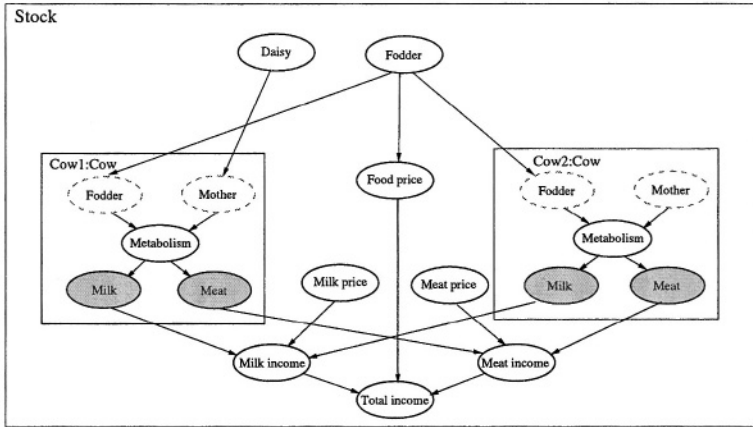 Stock
Daisy
Fodder
Cow1:Cow
Cow2:Cow
Fodder
Mother
Food price
Fodder
Mother
Metabolism
Metabolism
Milk
Meat
Milk price
Meat price
Milk
Meat
Milk income
Meat income
Total income